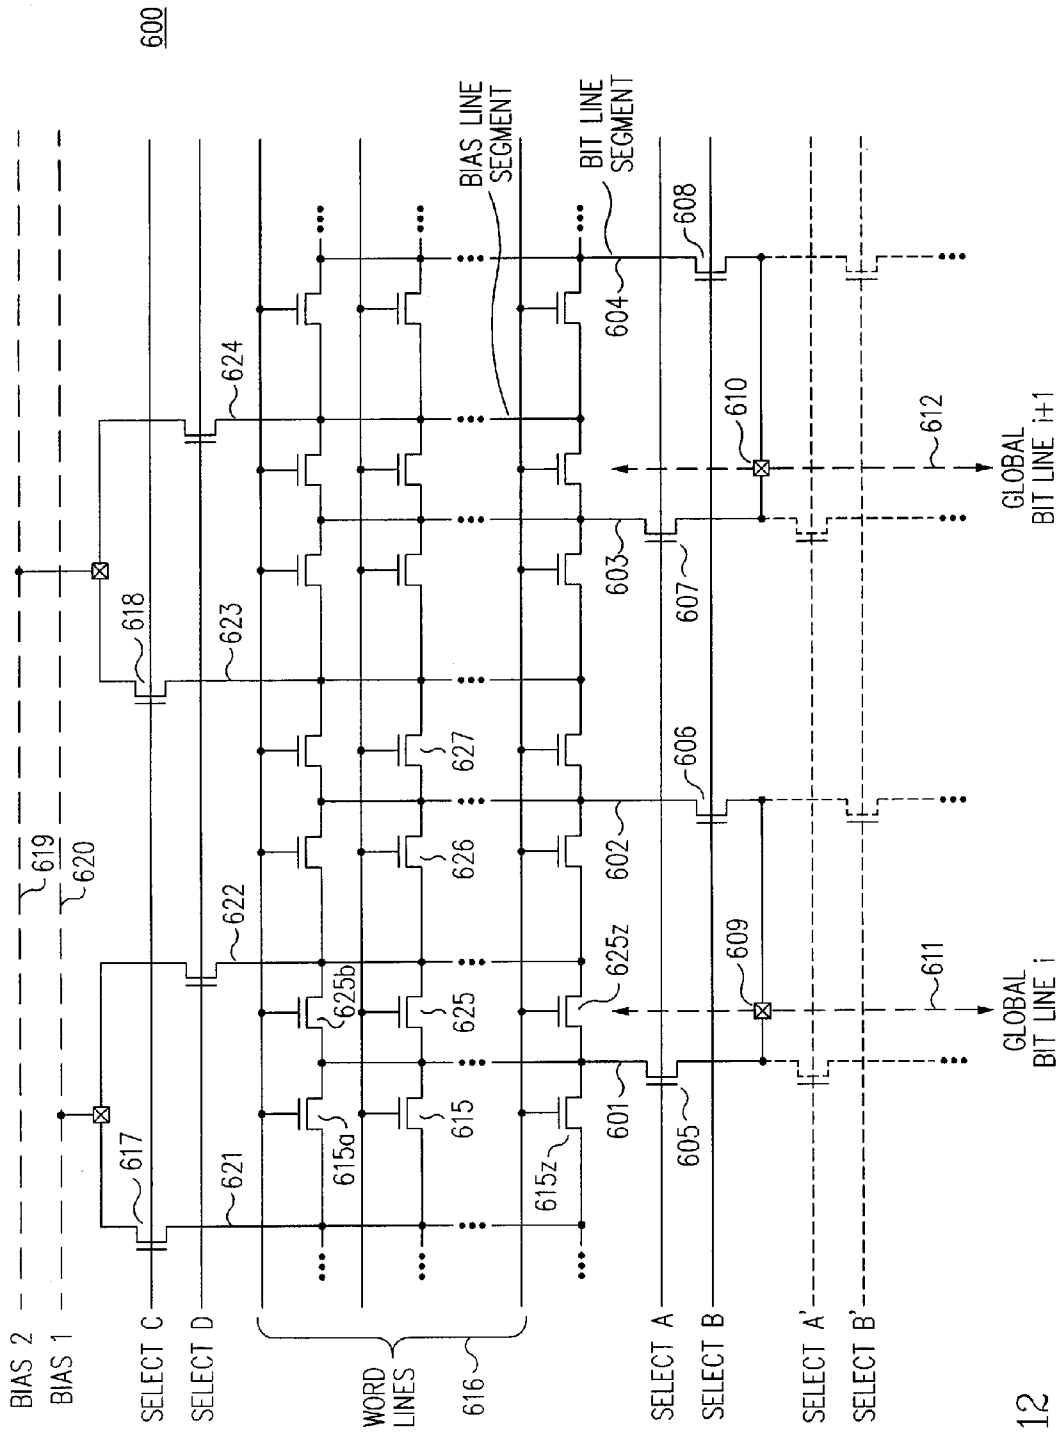 600
BIAS 2
BIAS 1
619
620
SELECT C
SELECT D
617
618
621
622
623
624
BIAS LINE
SEGMENT
BIT LINE
SEGMENT
WORD
LINES
616
615a
625b
615
625
626
627
615z
625z
601
602
603
604
SELECT A
SELECT B
605
606
607
608
609
610
SELECT A'
SELECT B'
611
612
GLOBAL
BIT LINE i
GLOBAL
BIT LINE i+1
12